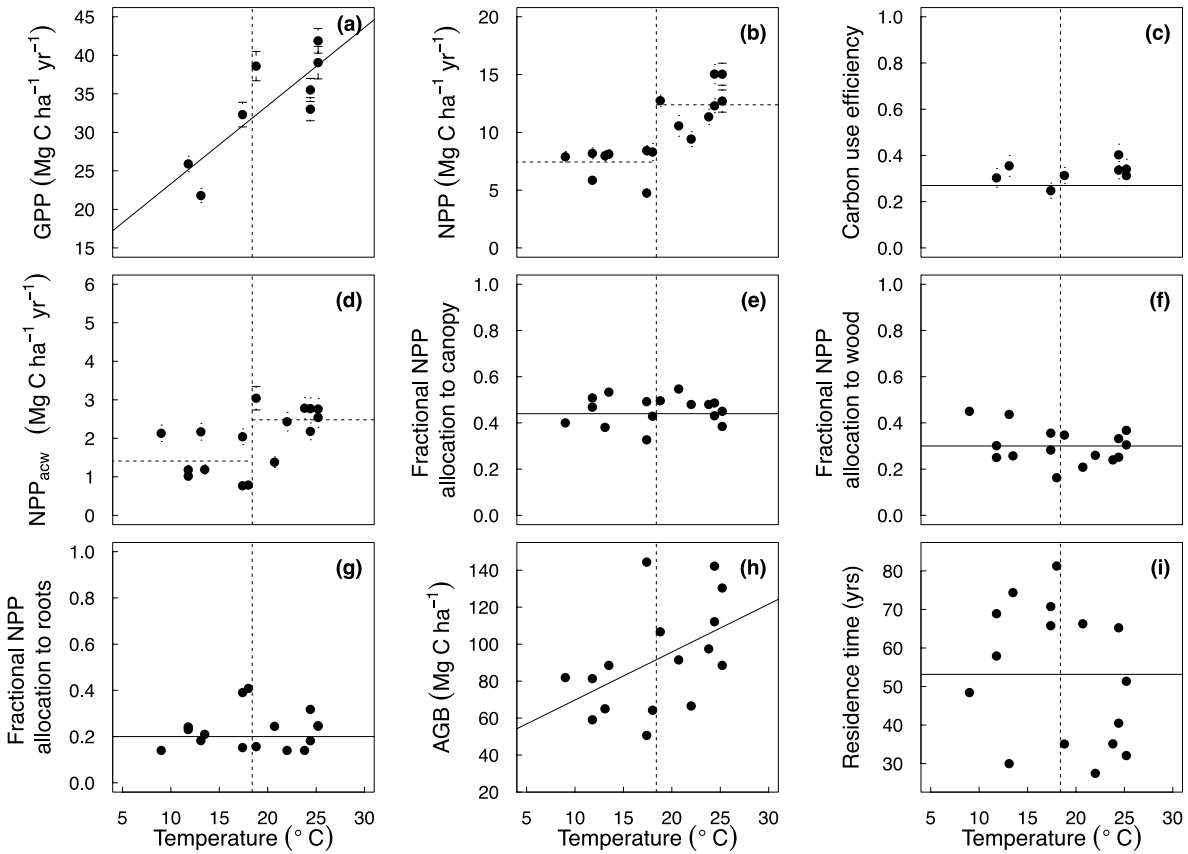 (a)
GPP (Mg C ha⁻¹ yr⁻¹)
45
40
35
30
25
20
15
(b)
NPP (Mg C ha⁻¹ yr⁻¹)
20
15
10
5
0
(c)
Carbon use efficiency
1.0
0.8
0.6
0.4
0.2
0.0
(d)
NPPacw (Mg C ha⁻¹ yr⁻¹)
6
5
4
3
2
1
0
(e)
Fractional NPP
allocation to canopy
1.0
0.8
0.6
0.4
0.2
0.0
(f)
Fractional NPP
allocation to wood
1.0
0.8
0.6
0.4
0.2
0.0
(g)
Fractional NPP
allocation to roots
1.0
0.8
0.6
0.4
0.2
0.0
5 10 15 20 25 30
Temperature (° C)
(h)
AGB (Mg C ha⁻¹)
140
120
100
80
60
40
20
5 10 15 20 25 30
Temperature (° C)
(i)
Residence time (yrs)
80
70
60
50
40
30
5 10 15 20 25 30
Temperature (° C)